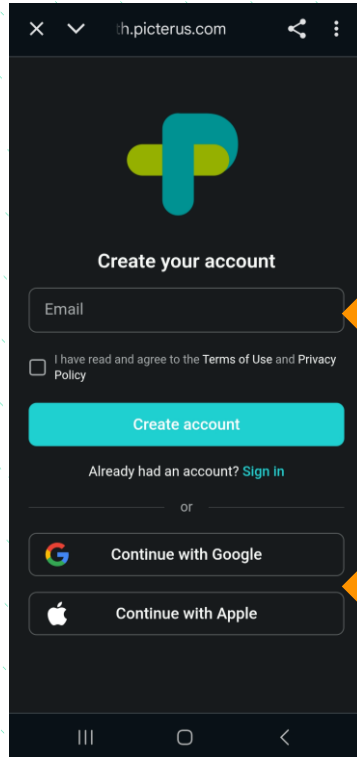 th.picterus.com
Create your account
Email
I have read and agree to the Terms of Use and Privacy
Policy
Create account
Already had an account? Sign in
or
Continue with Google
Continue with Apple